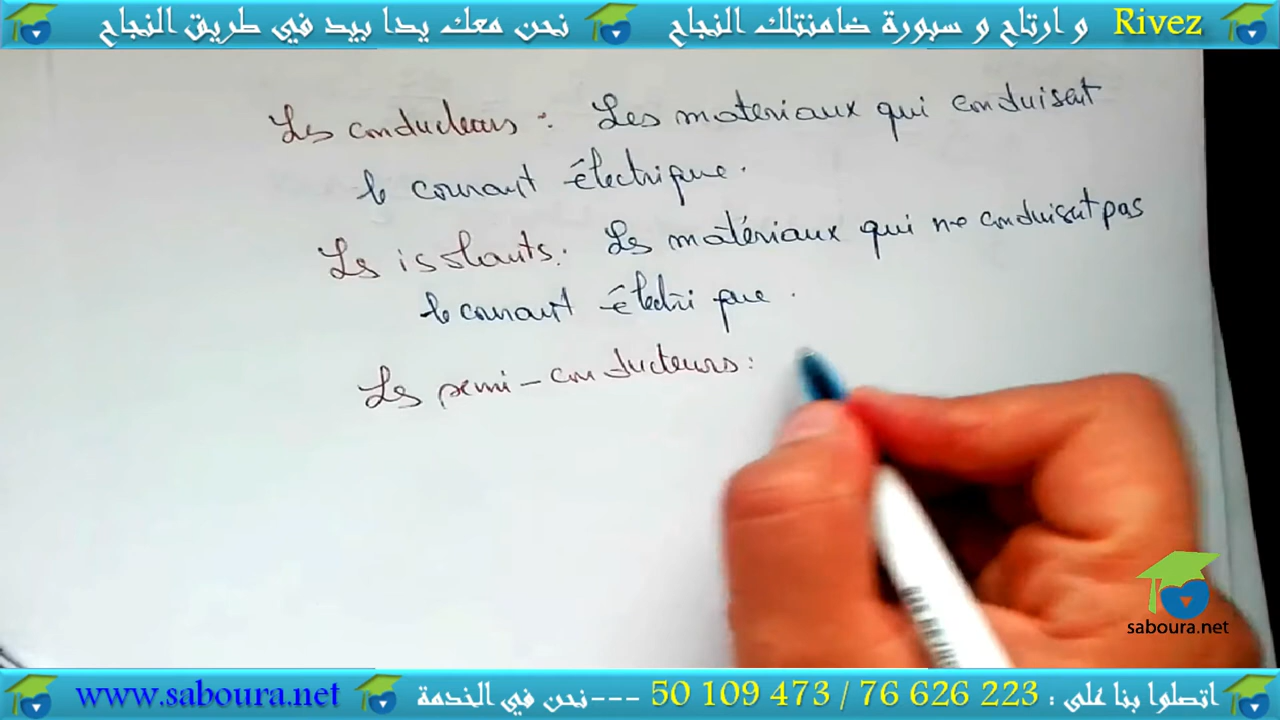 نحن معك يدا بيد في طريق النجاح و ارتاح و سبورة ضامنتلك النجاح Rivez
Les conducteurs : Les materiaux qui conduisent
le courant électrique.
Les isolants : Les matériaux qui ne conduisent pas
le courant électrique.
Les semi-conducteurs :
saboura.net
www.saboura.net اتصلوا بنا على : 50 109 473 / 76 626 223 ---نحن في الخدمة